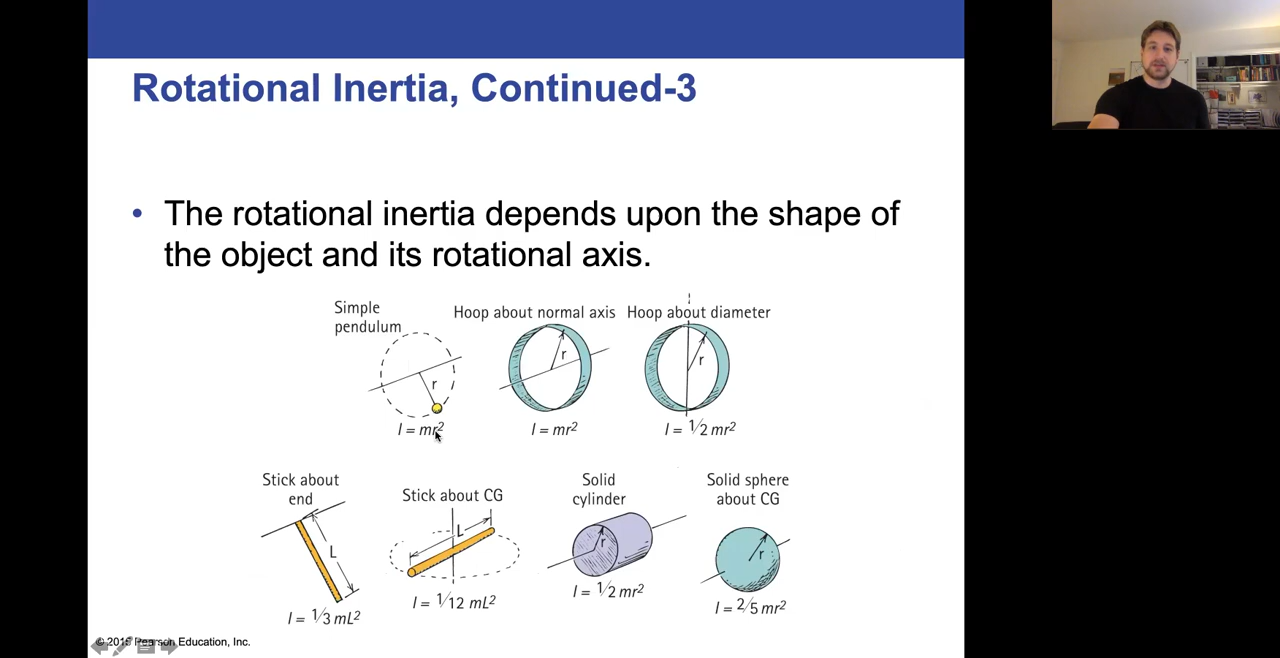 Rotational Inertia, Continued-3
• The rotational inertia depends upon the shape of
the object and its rotational axis.
Simple
pendulum
r
I = mr²
Hoop about normal axis
r
I = mr²
Hoop about diameter
r
I = 1/2 mr²
Stick about
end
L
I = 1/3 mL²
Stick about CG
L
I = 1/12 mL²
Solid
cylinder
r
I = 1/2 mr²
Solid sphere
about CG
r
I = 2/5 mr²
© 2015 Pearson Education, Inc.